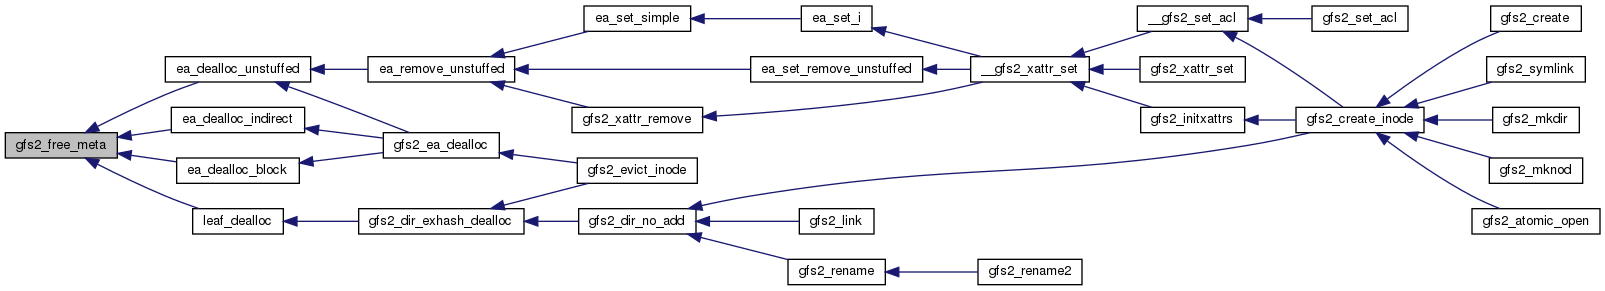 gfs2_free_meta
ea_dealloc_unstuffed
ea_dealloc_indirect
ea_dealloc_block
leaf_dealloc
ea_remove_unstuffed
gfs2_ea_dealloc
gfs2_dir_exhash_dealloc
ea_set_simple
gfs2_xattr_remove
gfs2_evict_inode
gfs2_dir_no_add
ea_set_i
ea_set_remove_unstuffed
gfs2_link
gfs2_rename
__gfs2_xattr_set
gfs2_rename2
__gfs2_set_acl
gfs2_xattr_set
gfs2_initxattrs
gfs2_set_acl
gfs2_create_inode
gfs2_create
gfs2_symlink
gfs2_mkdir
gfs2_mknod
gfs2_atomic_open